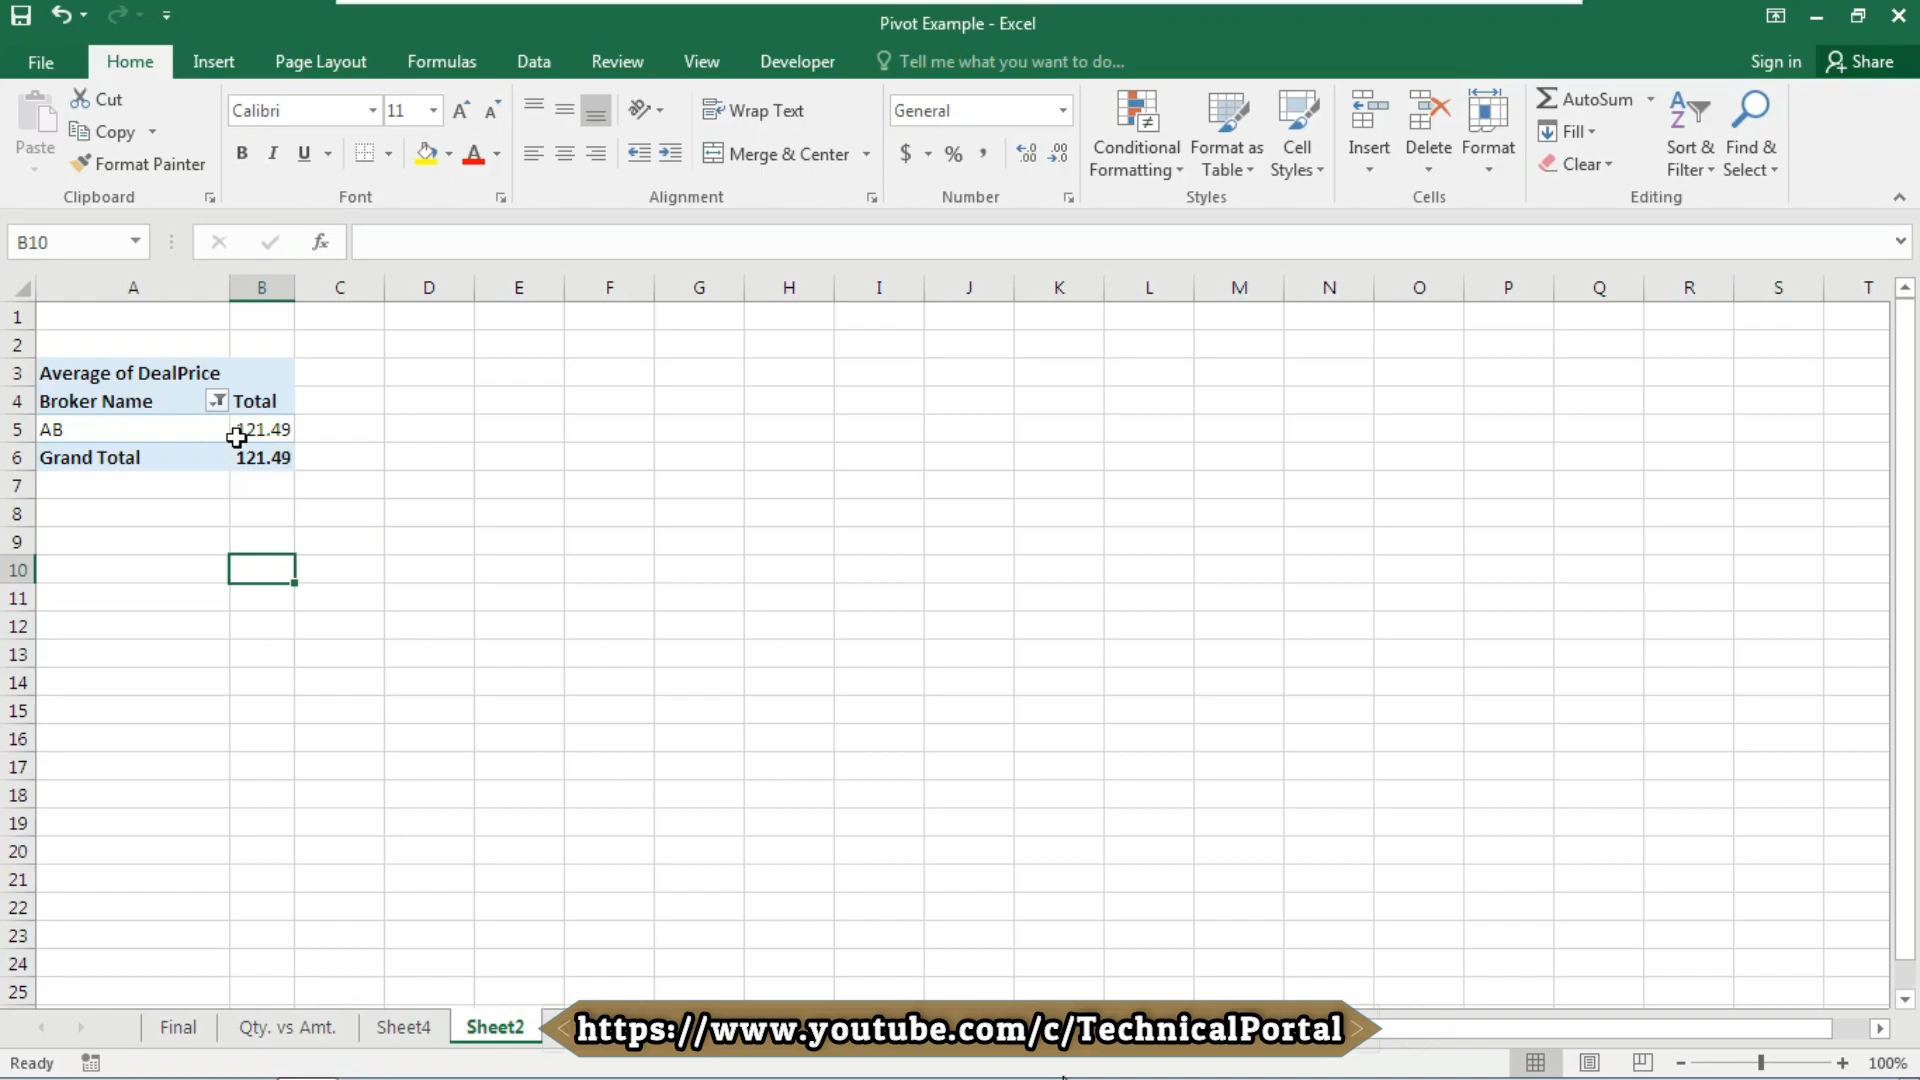 Pivot Example - Excel
File Home Insert Page Layout Formulas Data Review View Developer Tell me what you want to do... Sign in Share
Paste
Cut
Copy
Format Painter
Clipboard
Calibri 11
B I U A
Font
Wrap Text
Merge & Center
Alignment
General
$ % ,
Number
Conditional Formatting
Format as Table
Cell Styles
Styles
Insert Delete Format
Cells
AutoSum
Fill
Clear
Sort & Filter
Find & Select
Editing
B10 fx
A B C D E F G H I J K L M N O P Q R S T
1
2
3 Average of DealPrice
4 Broker Name Total
5 AB 121.49
6 Grand Total 121.49
7
8
9
10
11
12
13
14
15
16
17
18
19
20
21
22
23
24
25
Final Qty. vs Amt. Sheet4 Sheet2
https://www.youtube.com/c/TechnicalPortal
Ready 100%